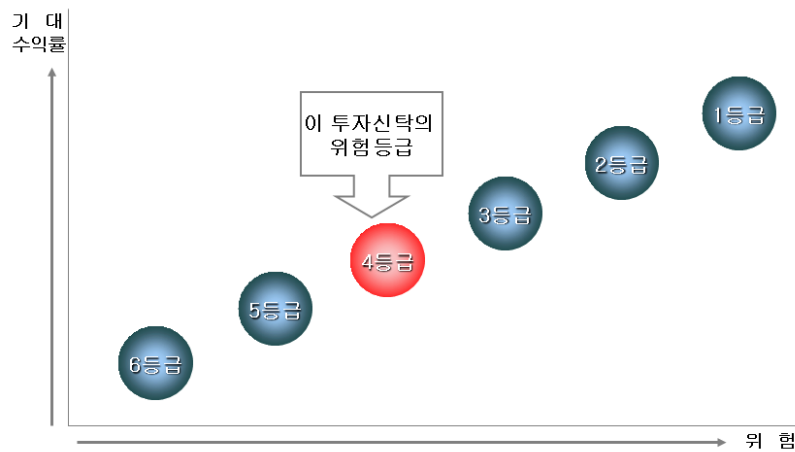 기 대
수익률
이 투자신탁의
위험등급
1등급
2등급
3등급
4등급
5등급
6등급
위 험